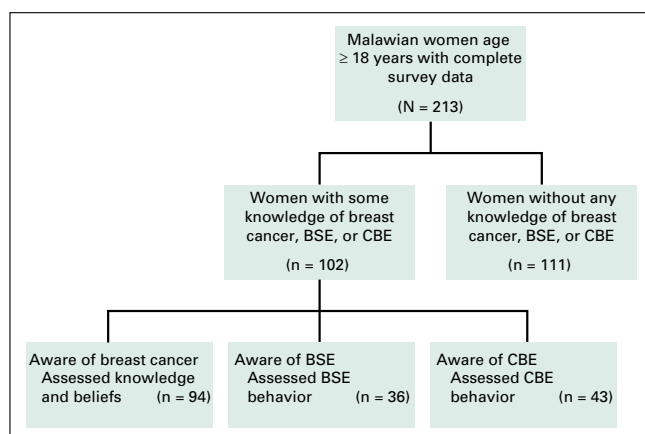 Malawian women age
≥ 18 years with complete
survey data
(N = 213)
Women with some
knowledge of breast
cancer, BSE, or CBE
(n = 102)
Women without any
knowledge of breast
cancer, BSE, or CBE
(n = 111)
Aware of breast cancer
Assessed knowledge
and beliefs (n = 94)
Aware of BSE
Assessed BSE
behavior (n = 36)
Aware of CBE
Assessed CBE
behavior (n = 43)